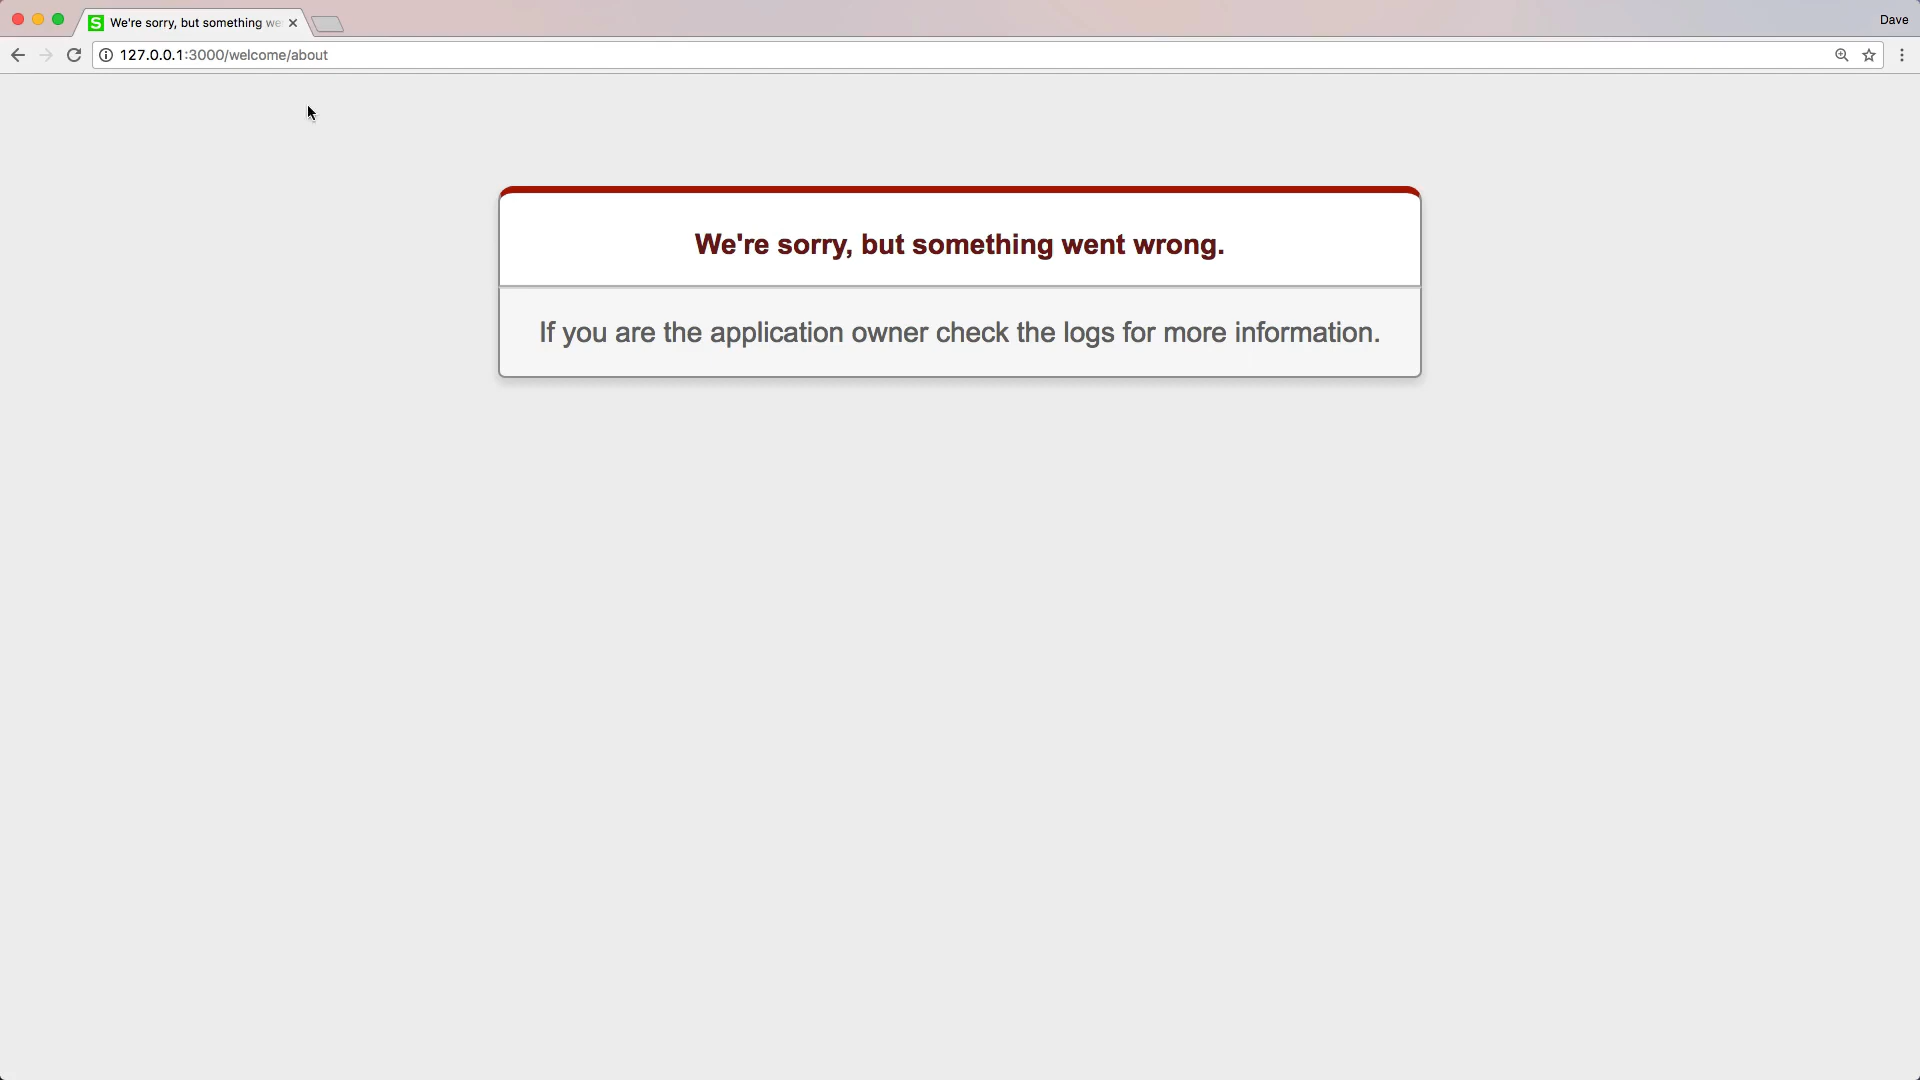 S We're sorry, but something we
Dave
127.0.0.1:3000/welcome/about
We're sorry, but something went wrong.
If you are the application owner check the logs for more information.